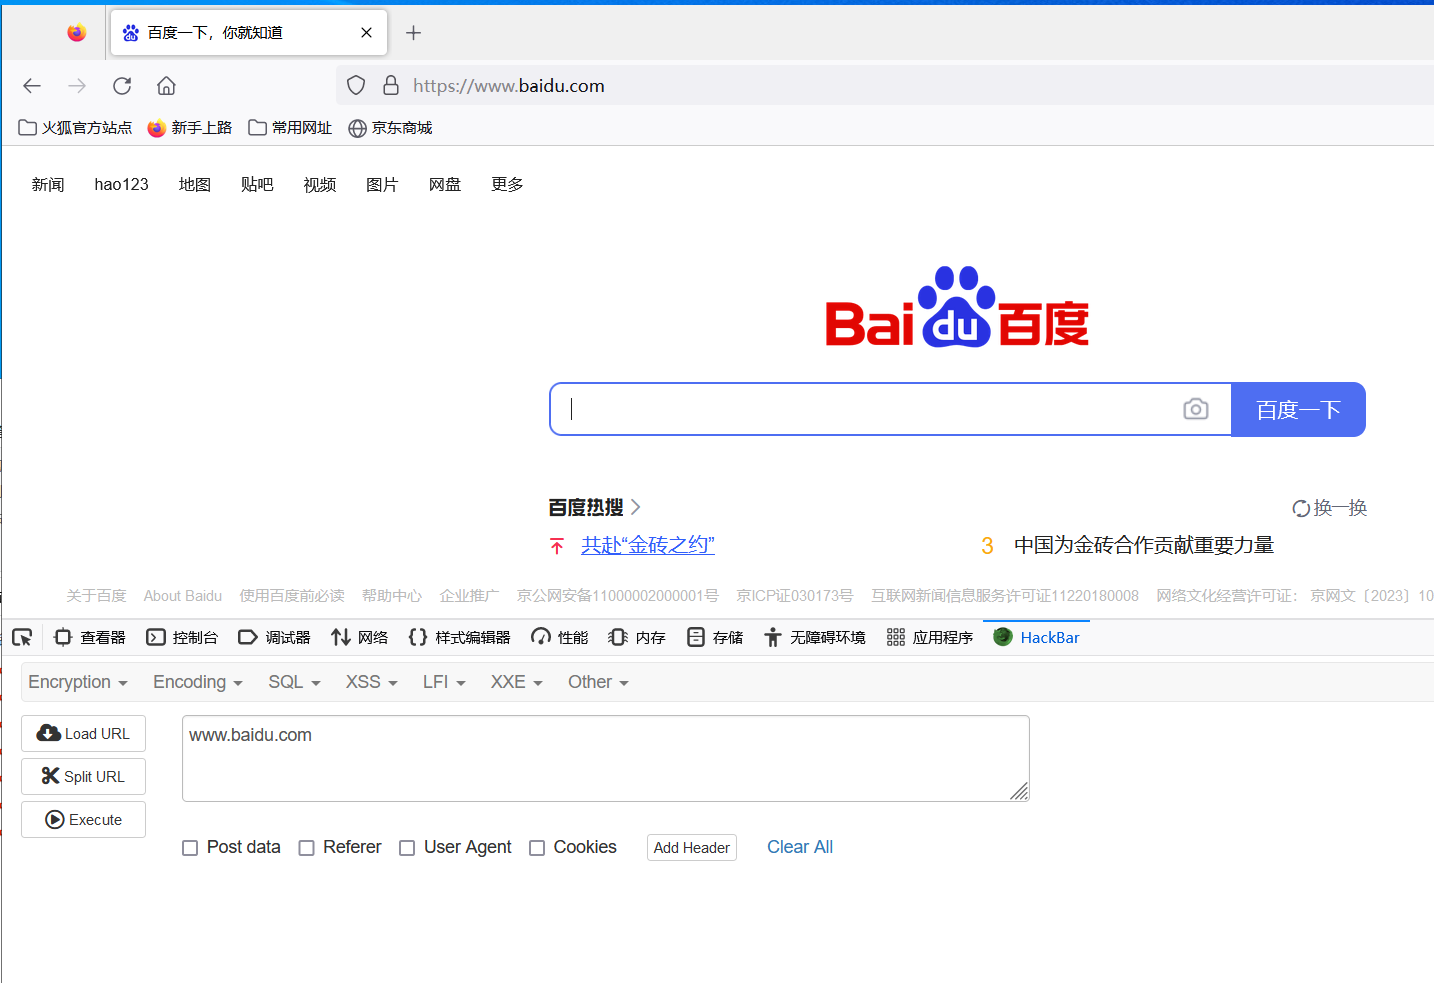 百度一下，你就知道
https://www.baidu.com
火狐官方站点 新手上路 常用网址 京东商城
新闻 hao123 地图 贴吧 视频 图片 网盘 更多
Bai du 百度
百度一下
百度热搜 换一换
共赴“金砖之约” 3 中国为金砖合作贡献重要力量
关于百度 About Baidu 使用百度前必读 帮助中心 企业推广 京公网安备11000002000001号 京ICP证030173号 互联网新闻信息服务许可证11220180008 网络文化经营许可证： 京网文〔2023〕10
查看器 控制台 调试器 网络 样式编辑器 性能 内存 存储 无障碍环境 应用程序 HackBar
Encryption Encoding SQL XSS LFI XXE Other
Load URL www.baidu.com
Split URL
Execute
Post data Referer User Agent Cookies Add Header Clear All